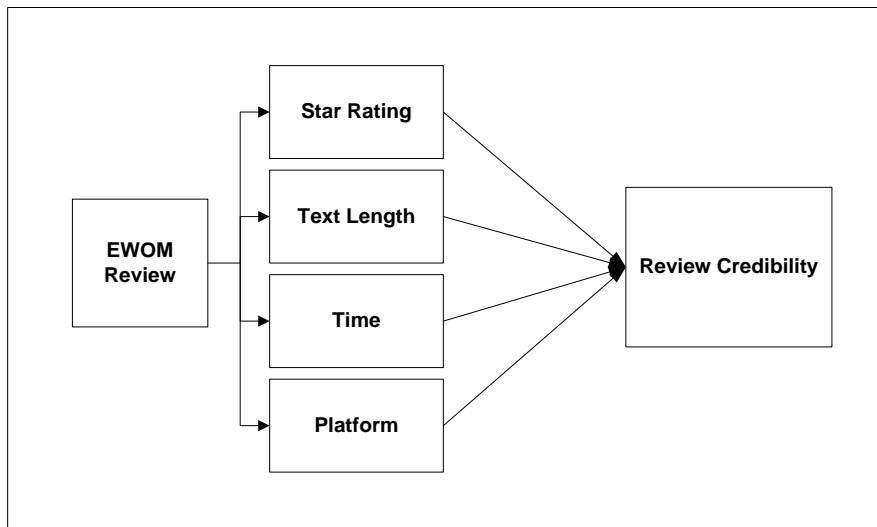 Star Rating
Text Length
EWOM
Review
Review Credibility
Time
Platform